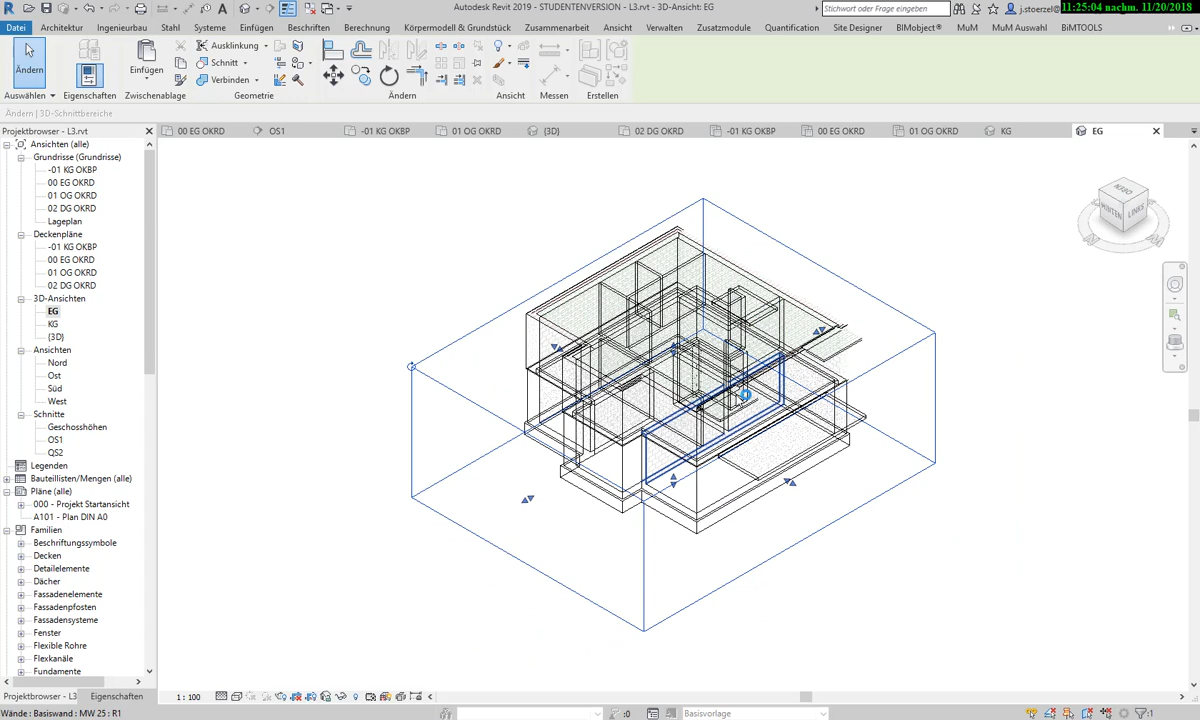 Autodesk Revit 2019 - STUDENTENVERSION - L3.rvt - 3D-Ansicht: EG
Stichwort oder Frage eingeben
j.stoerzel@...
11:25:04 nachm. 11/20/2018
Datei Architektur Ingenieurbau Stahl Systeme Einfügen Beschriften Berechnung Körpermodell & Grundstück Zusammenarbeit Ansicht Verwalten Zusatzmodule Quantification Site Designer BIMobject® MuM MuM Auswahl BiMTOOLS
Ändern
Einfügen
Ausklinkung
Schnitt
Verbinden
Auswählen Eigenschaften Zwischenablage Geometrie Ändern Ansicht Messen Erstellen
Ändern | 3D-Schnittbereiche
Projektbrowser - L3.rvt
00 EG OKRD OS1 -01 KG OKBP 01 OG OKRD {3D} 02 DG OKRD -01 KG OKBP 00 EG OKRD 01 OG OKRD KG EG
Ansichten (alle)
Grundrisse (Grundrisse)
-01 KG OKBP
00 EG OKRD
01 OG OKRD
02 DG OKRD
Lageplan
Deckenpläne
-01 KG OKBP
00 EG OKRD
01 OG OKRD
02 DG OKRD
3D-Ansichten
EG
KG
{3D}
Ansichten
Nord
Ost
Süd
West
Schnitte
Geschosshöhen
OS1
OS2
Legenden
Bauteillisten/Mengen (alle)
Pläne (alle)
000 - Projekt Startansicht
A101 - Plan DIN A0
Familien
Beschriftungssymbole
Decken
Detailelemente
Dächer
Fassadenelemente
Fassadenpfosten
Fassadensysteme
Fenster
Flexible Rohre
Flexkanäle
Fundamente
OBEN
HINTEN
LINKS
Projektbrowser - L3 Eigenschaften
1 : 100
Wände : Basiswand : MW 25 : R1
:0
Basisvorlage
:1